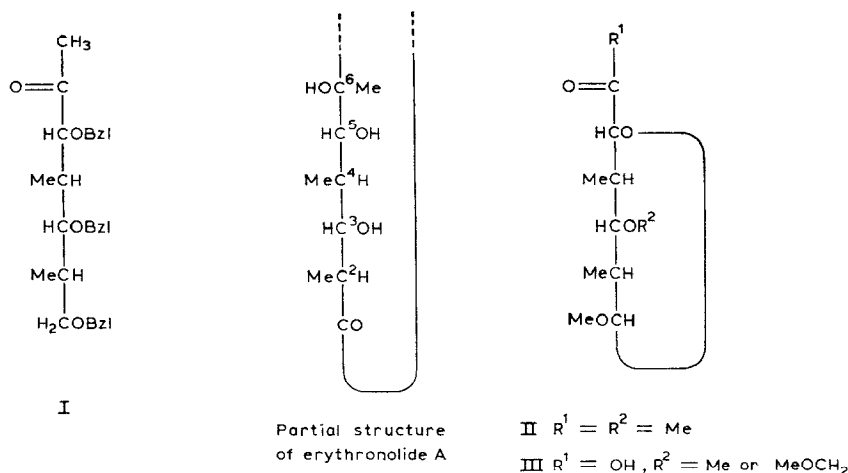 CH₃
O=C
HCOBzl
MeCH
HCOBzl
MeCH
H₂COBzl
I
HOC⁶Me
HC⁵OH
MeC⁴H
HC³OH
MeC²H
CO
Partial structure
of erythronolide A
R¹
O=C
HCO
MeCH
HCOR²
MeCH
MeOCH
II R¹ = R² = Me
III R¹ = OH, R² = Me or MeOCH₂